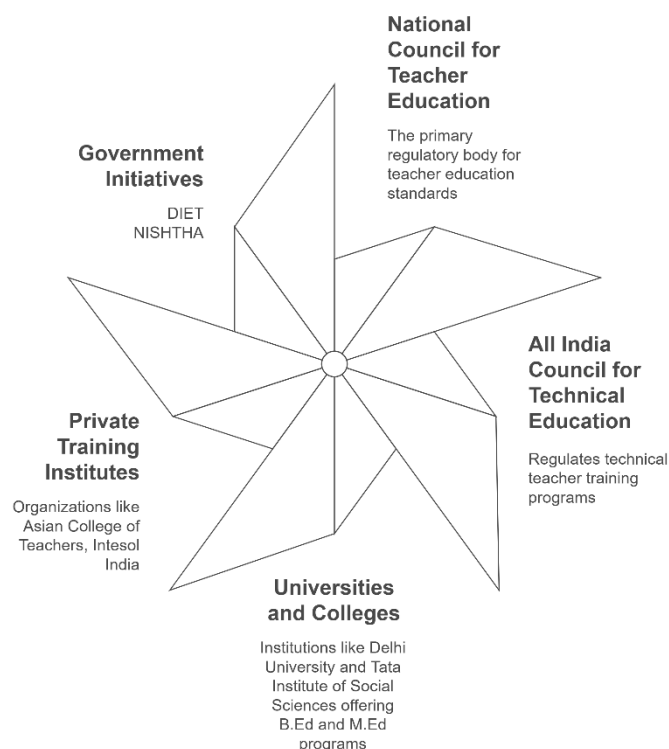 National
Council for
Teacher
Education
The primary
regulatory body for
teacher education
standards
Government
Initiatives
DIET
NISHTHA
All India
Council for
Technical
Education
Regulates technical
teacher training
programs
Private
Training
Institutes
Organizations like
Asian College of
Teachers, Intesol
India
Universities
and Colleges
Institutions like Delhi
University and Tata
Institute of Social
Sciences offering
B.Ed and M.Ed
programs